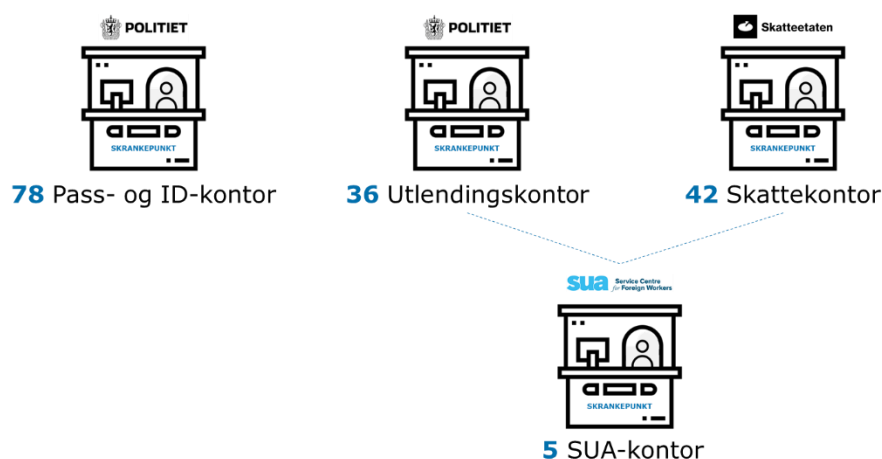 POLITIET
POLITIET
Skatteetaten
SKRANKEPUNKT
SKRANKEPUNKT
SKRANKEPUNKT
78 Pass- og ID-kontor
36 Utlendingskontor
42 Skattekontor
sua Service Centre
for Foreign Workers
SKRANKEPUNKT
5 SUA-kontor